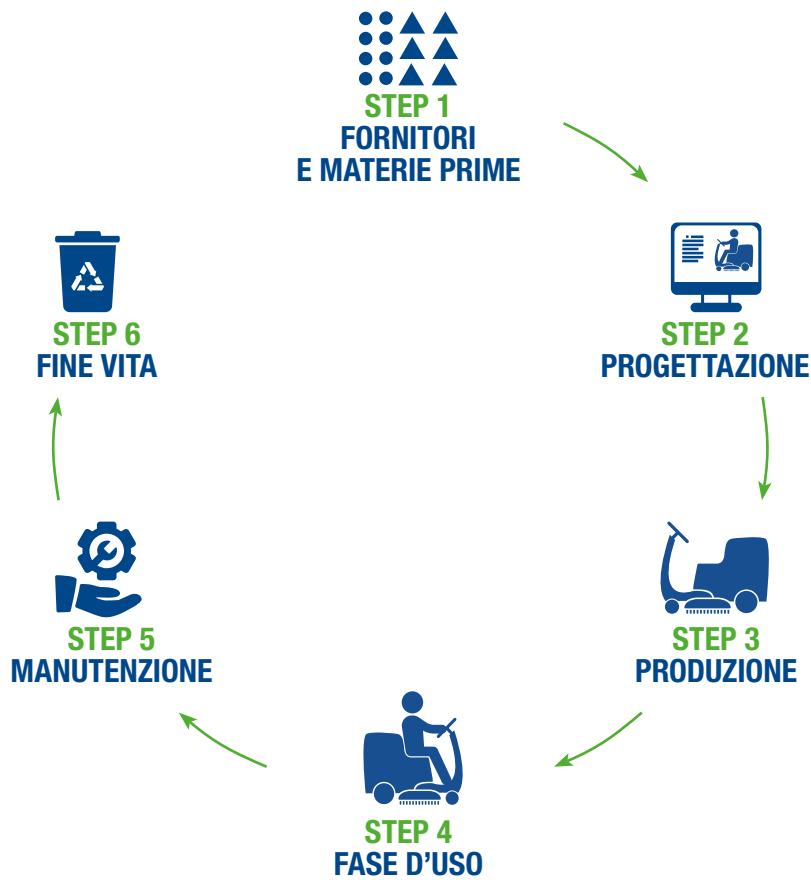 STEP 1
FORNITORI
E MATERIE PRIME
STEP 2
PROGETTAZIONE
STEP 3
PRODUZIONE
STEP 4
FASE D'USO
STEP 5
MANUTENZIONE
STEP 6
FINE VITA